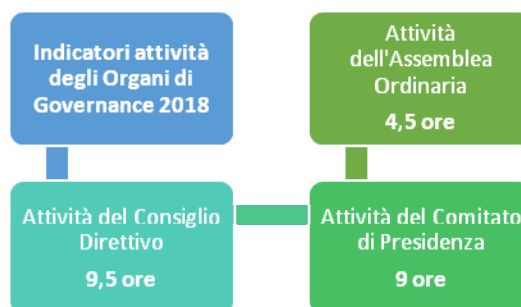 Indicatori attività
degli Organi di
Governance 2018
Attività
dell'Assemblea
Ordinaria
4,5 ore
Attività del Consiglio
Direttivo
9,5 ore
Attività del Comitato
di Presidenza
9 ore